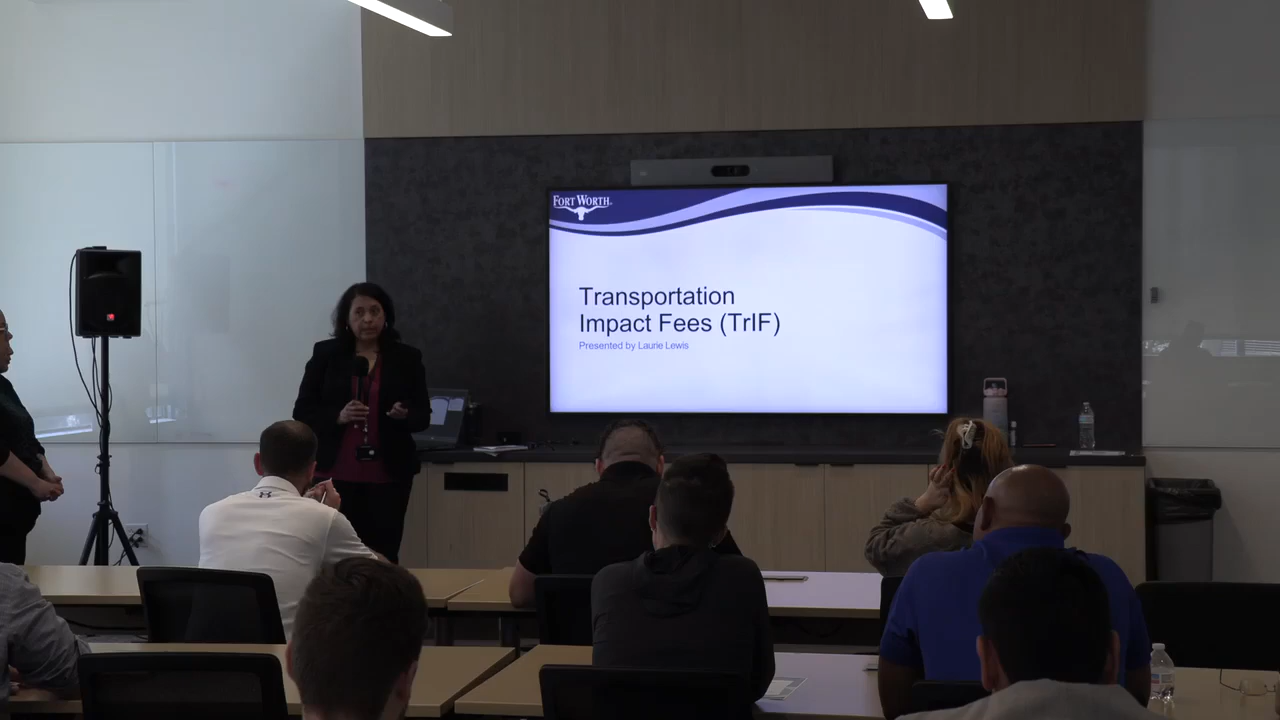 FORT WORTH
Transportation
Impact Fees (TrIF)
Presented by Laurie Lewis